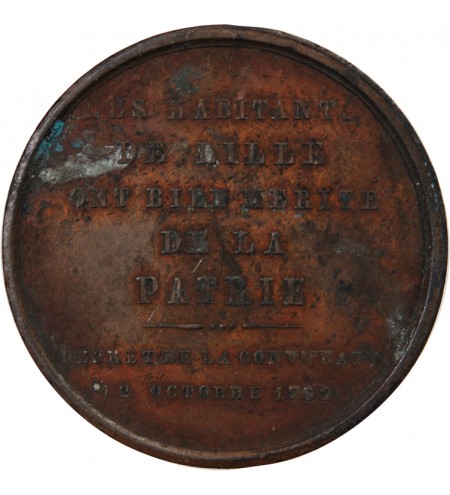 LES HABITANTS
DE LILLE
ONT BIEN MERITE
DE LA
PATRIE
DECRET DE LA CONVENTION
12 OCTOBRE 1792